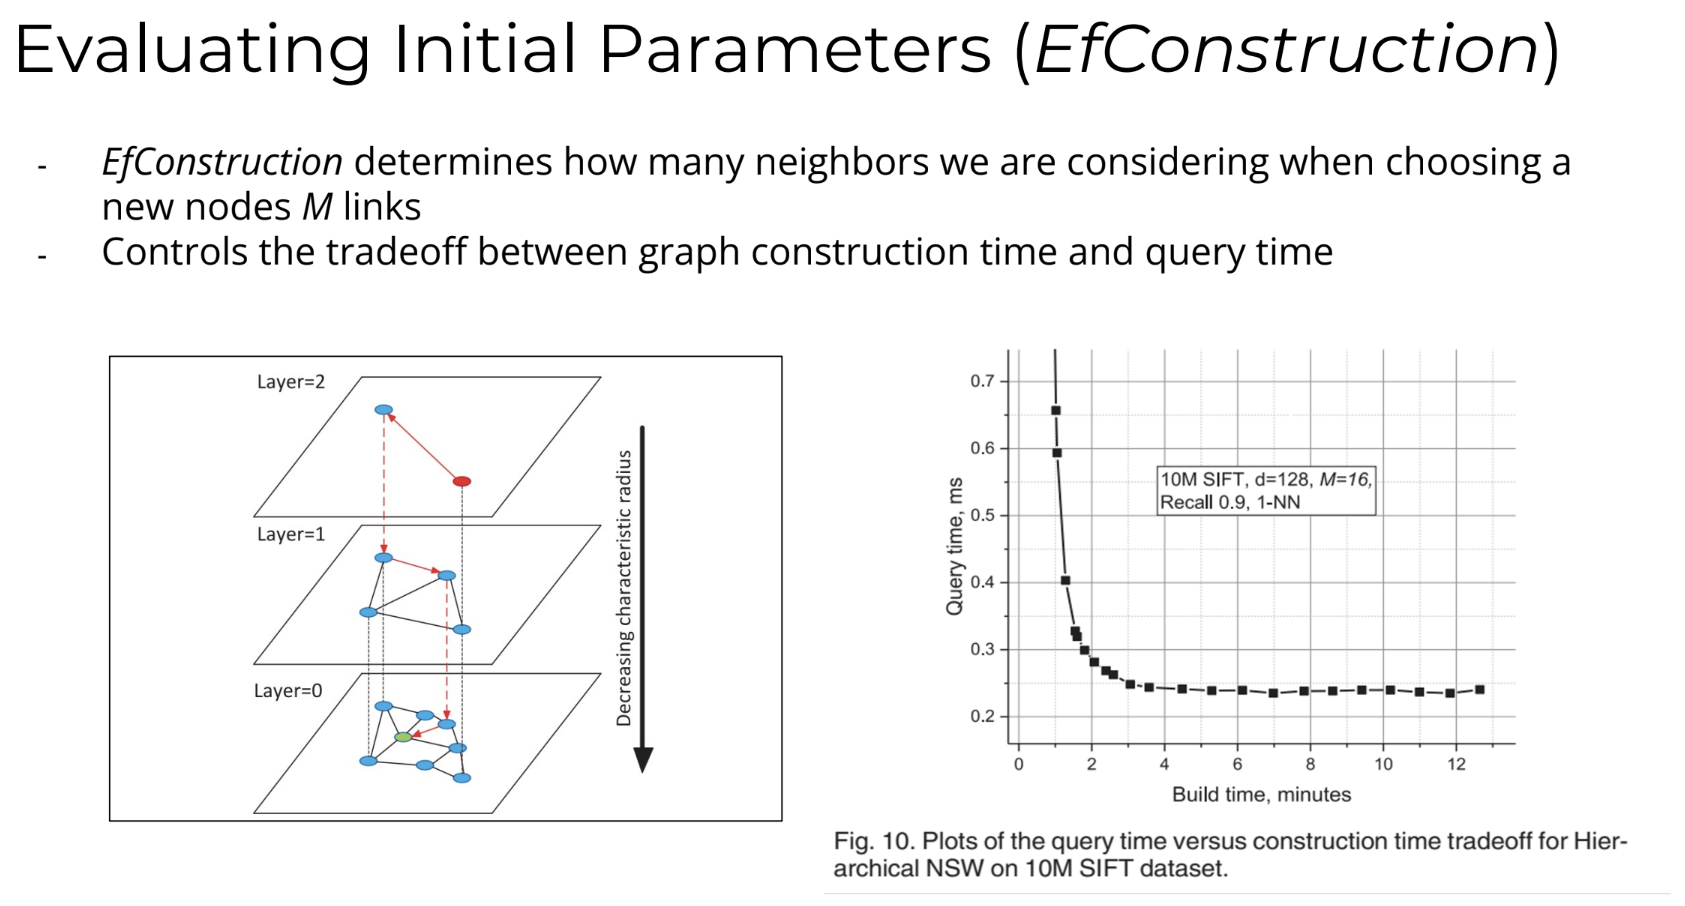 Evaluating Initial Parameters (EfConstruction)
- EfConstruction determines how many neighbors we are considering when choosing a
new nodes M links
- Controls the tradeoff between graph construction time and query time
Layer=2
Layer=1
Layer=0
Decreasing characteristic radius
0.7
0.6
0.5
0.4
0.3
0.2
Query time, ms
10M SIFT, d=128, M=16,
Recall 0.9, 1-NN
0 2 4 6 8 10 12
Build time, minutes
Fig. 10. Plots of the query time versus construction time tradeoff for Hier-
archical NSW on 10M SIFT dataset.